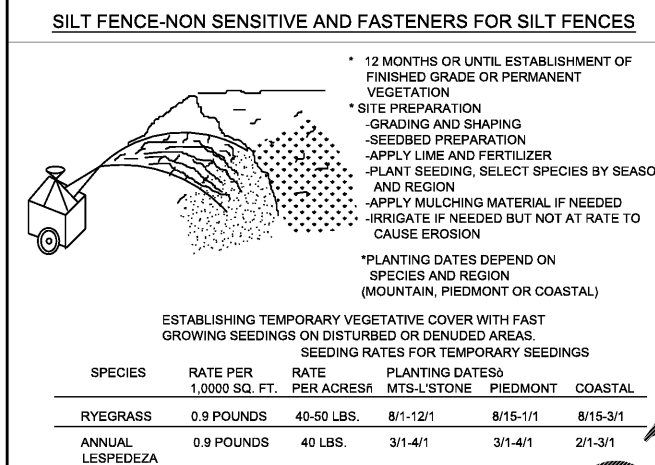 SILT FENCE-NON SENSITIVE AND FASTENERS FOR SILT FENCES
* 12 MONTHS OR UNTIL ESTABLISHMENT OF
FINISHED GRADE OR PERMANENT
VEGETATION
* SITE PREPARATION
-GRADING AND SHAPING
-SEEDBED PREPARATION
-APPLY LIME AND FERTILIZER
-PLANT SEEDING, SELECT SPECIES BY SEASO
AND REGION
-APPLY MULCHING MATERIAL IF NEEDED
-IRRIGATE IF NEEDED BUT NOT AT RATE TO
CAUSE EROSION
*PLANTING DATES DEPEND ON
SPECIES AND REGION
(MOUNTAIN, PIEDMONT OR COASTAL)
ESTABLISHING TEMPORARY VEGETATIVE COVER WITH FAST
GROWING SEEDINGS ON DISTURBED OR DENUDED AREAS.
SEEDING RATES FOR TEMPORARY SEEDINGS
SPECIES RATE PER RATE PLANTING DATESò
1,0000 SQ. FT. PER ACRESñ MTS-L'STONE PIEDMONT COASTAL
RYEGRASS 0.9 POUNDS 40-50 LBS. 8/1-12/1 8/15-1/1 8/15-3/1
ANNUAL 0.9 POUNDS 40 LBS. 3/1-4/1 3/1-4/1 2/1-3/1
LESPEDEZA